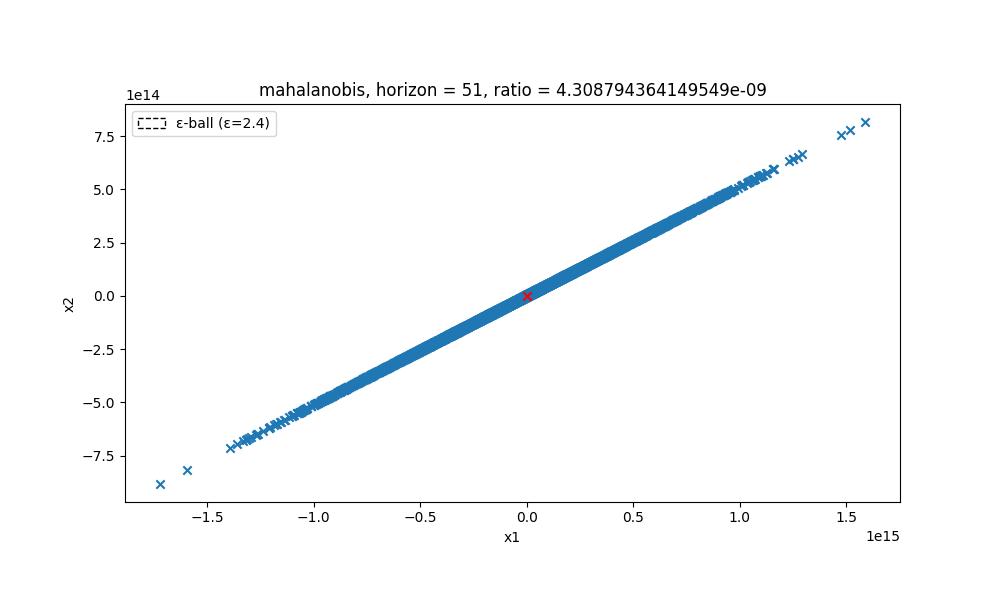 mahalanobis, horizon = 51, ratio = 4.308794364149549e-09
1e14
ε-ball (ε=2.4)
7.5
5.0
2.5
0.0
−2.5
−5.0
−7.5
x2
−1.5
−1.0
−0.5
0.0
0.5
1.0
1.5
x1
1e15